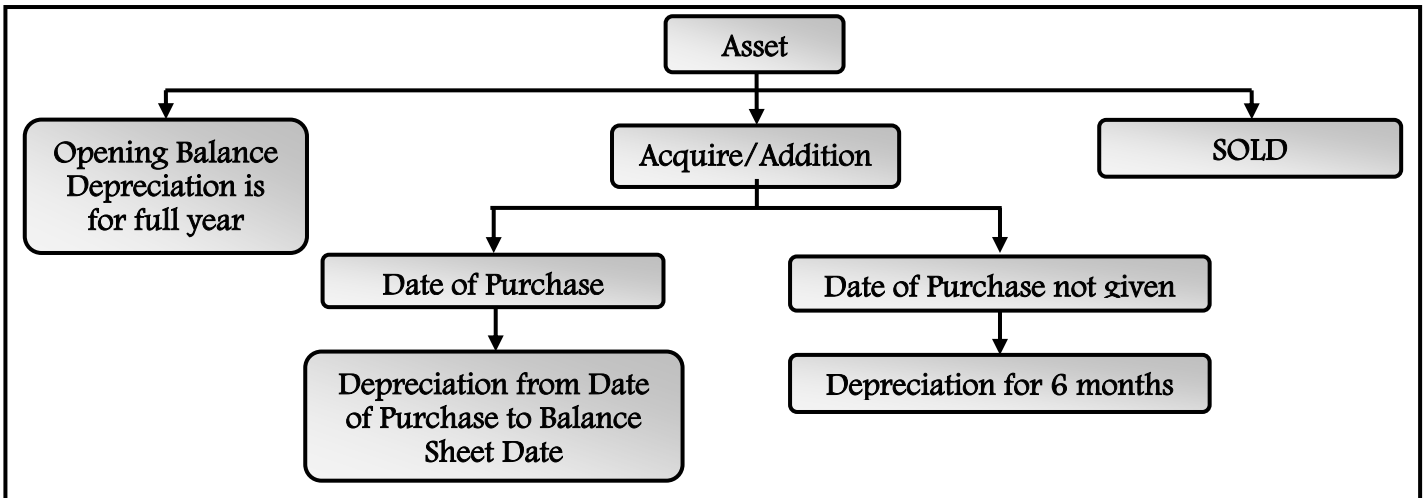 Asset
Opening Balance
Depreciation is
for full year
Acquire/Addition
SOLD
Date of Purchase
Date of Purchase not given
Depreciation from Date
of Purchase to Balance
Sheet Date
Depreciation for 6 months